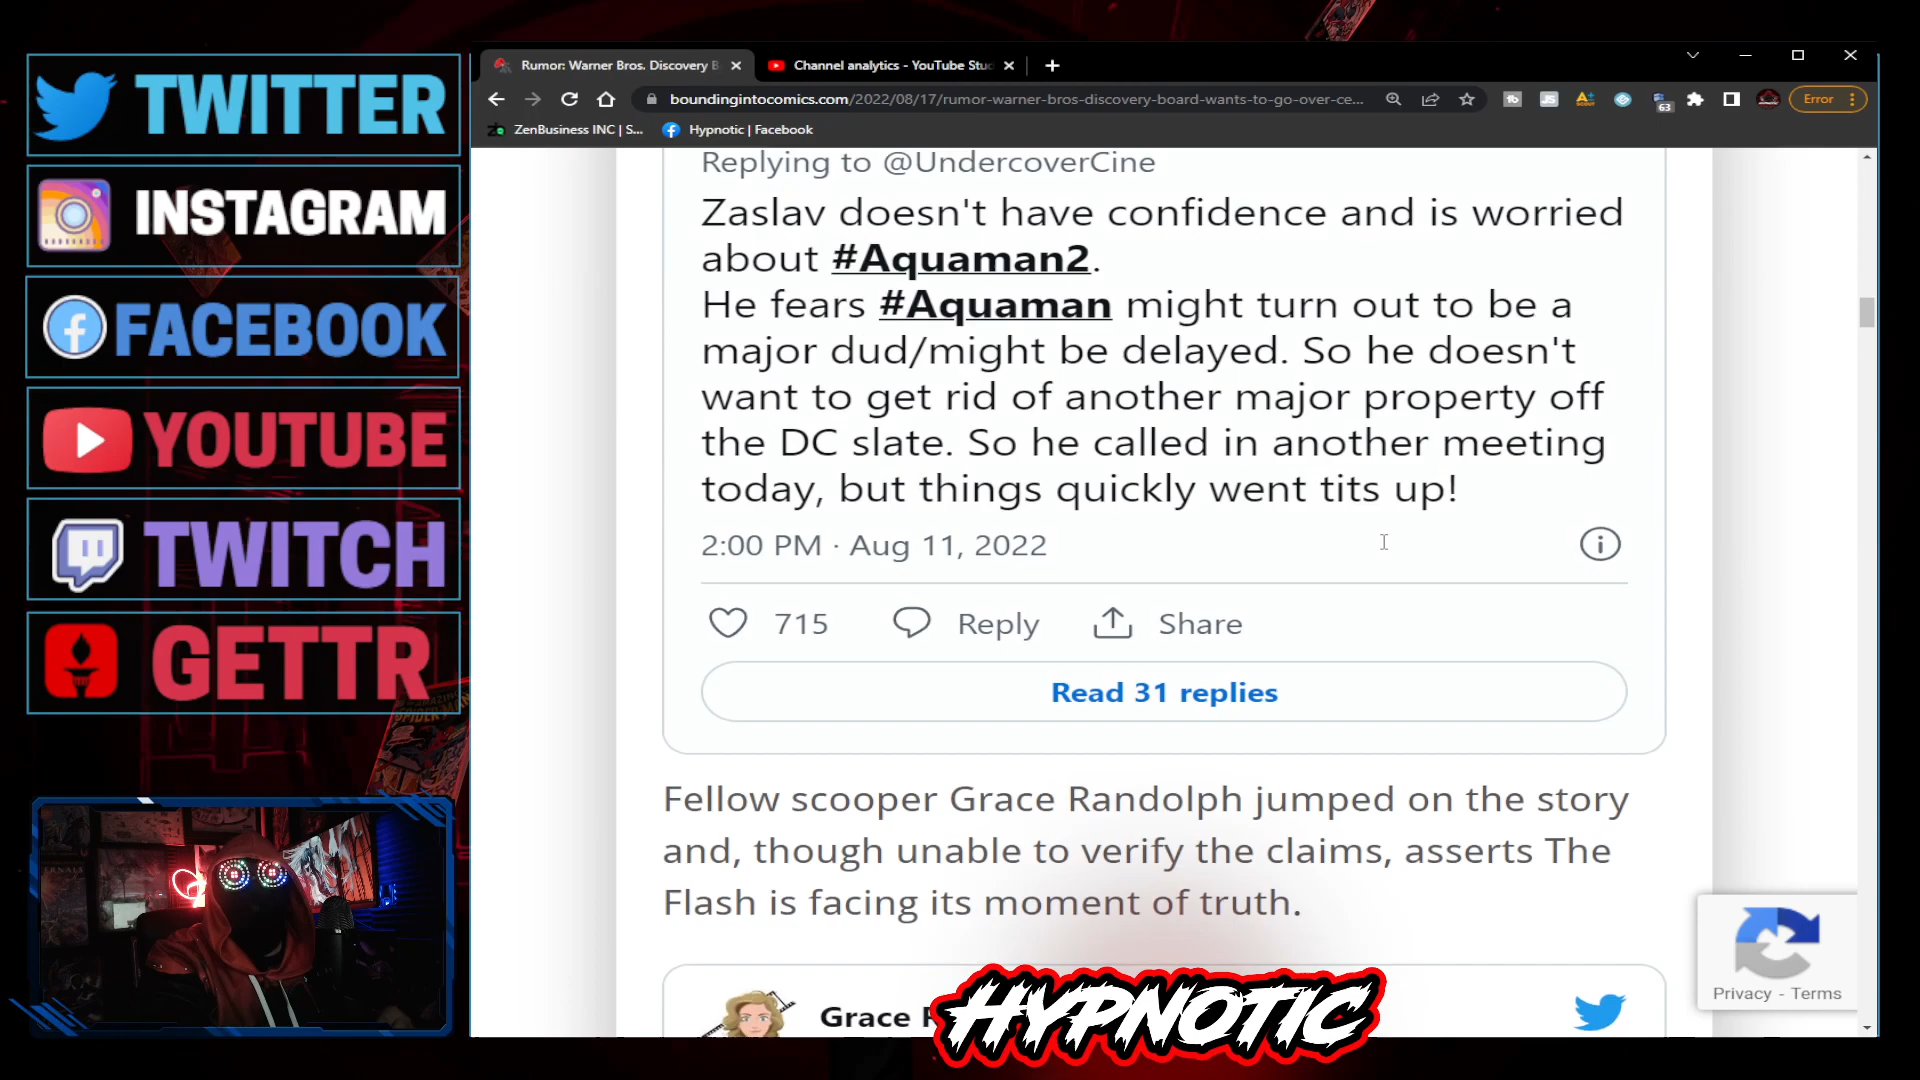 TWITTER
INSTAGRAM
FACEBOOK
YOUTUBE
TWITCH
GETTR
Rumor: Warner Bros. Discovery B
Channel analytics - YouTube Stu
boundingintocomics.com/2022/08/17/rumor-warner-bros-discovery-board-wants-to-go-over-ce...
63
Error
ZenBusiness INC | S...
Hypnotic | Facebook
Replying to @UndercoverCine
Zaslav doesn't have confidence and is worried
about #Aquaman2.
He fears #Aquaman might turn out to be a
major dud/might be delayed. So he doesn't
want to get rid of another major property off
the DC slate. So he called in another meeting
today, but things quickly went tits up!
2:00 PM · Aug 11, 2022
715 Reply Share
Read 31 replies
Fellow scooper Grace Randolph jumped on the story
and, though unable to verify the claims, asserts The
Flash is facing its moment of truth.
Grace
HYPNOTIC
Privacy - Terms